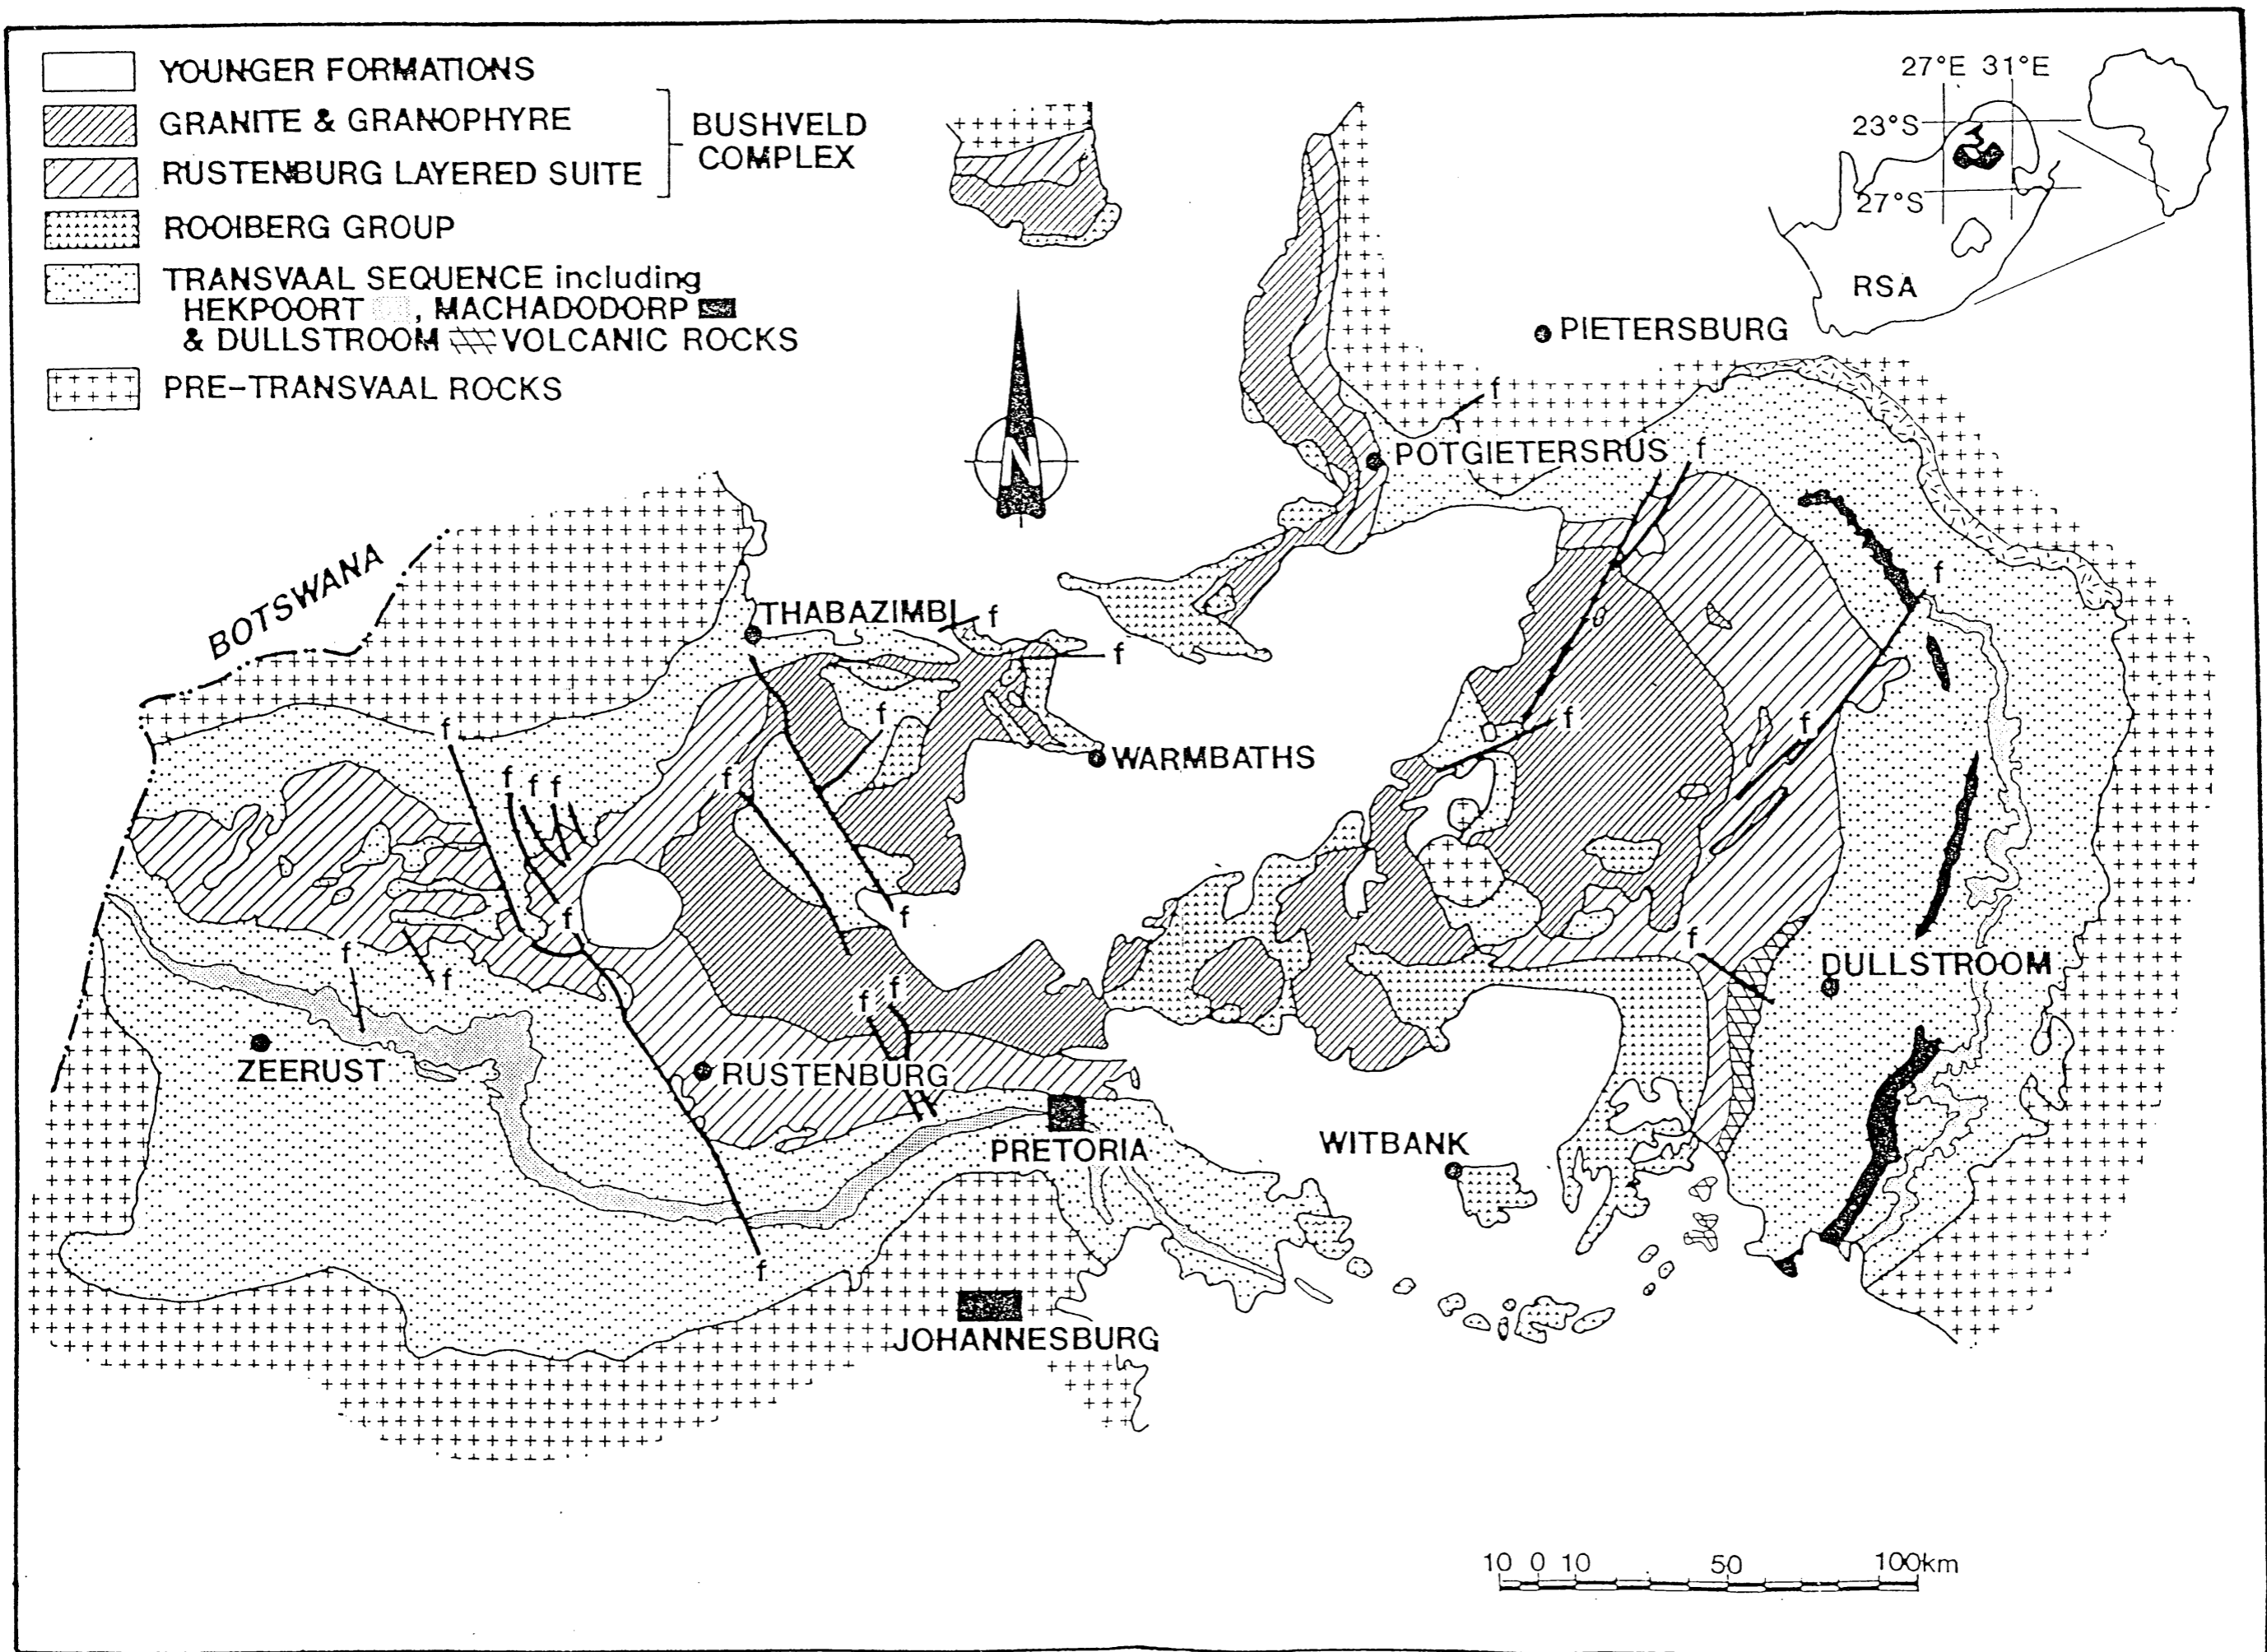 YOUNGER FORMATIONS
GRANITE & GRANOPHYRE
RUSTENBURG LAYERED SUITE
BUSHVELD
COMPLEX
ROOIBERG GROUP
TRANSVAAL SEQUENCE including
HEKPOORT , MACHADODORP
& DULLSTROOM VOLCANIC ROCKS
PRE-TRANSVAAL ROCKS
27°E 31°E
23°S
27°S
RSA
N
PIETERSBURG
f
POTGIETERSRUS
f
BOTSWANA
THABAZIMBI
f
f
f
f
f
f
f
WARMBATHS
f
f
f
f
f
f
f
f
f
f
f
f
DULLSTROOM
ZEERUST
RUSTENBURG
PRETORIA
WITBANK
f
JOHANNESBURG
10 0 10 50 100km